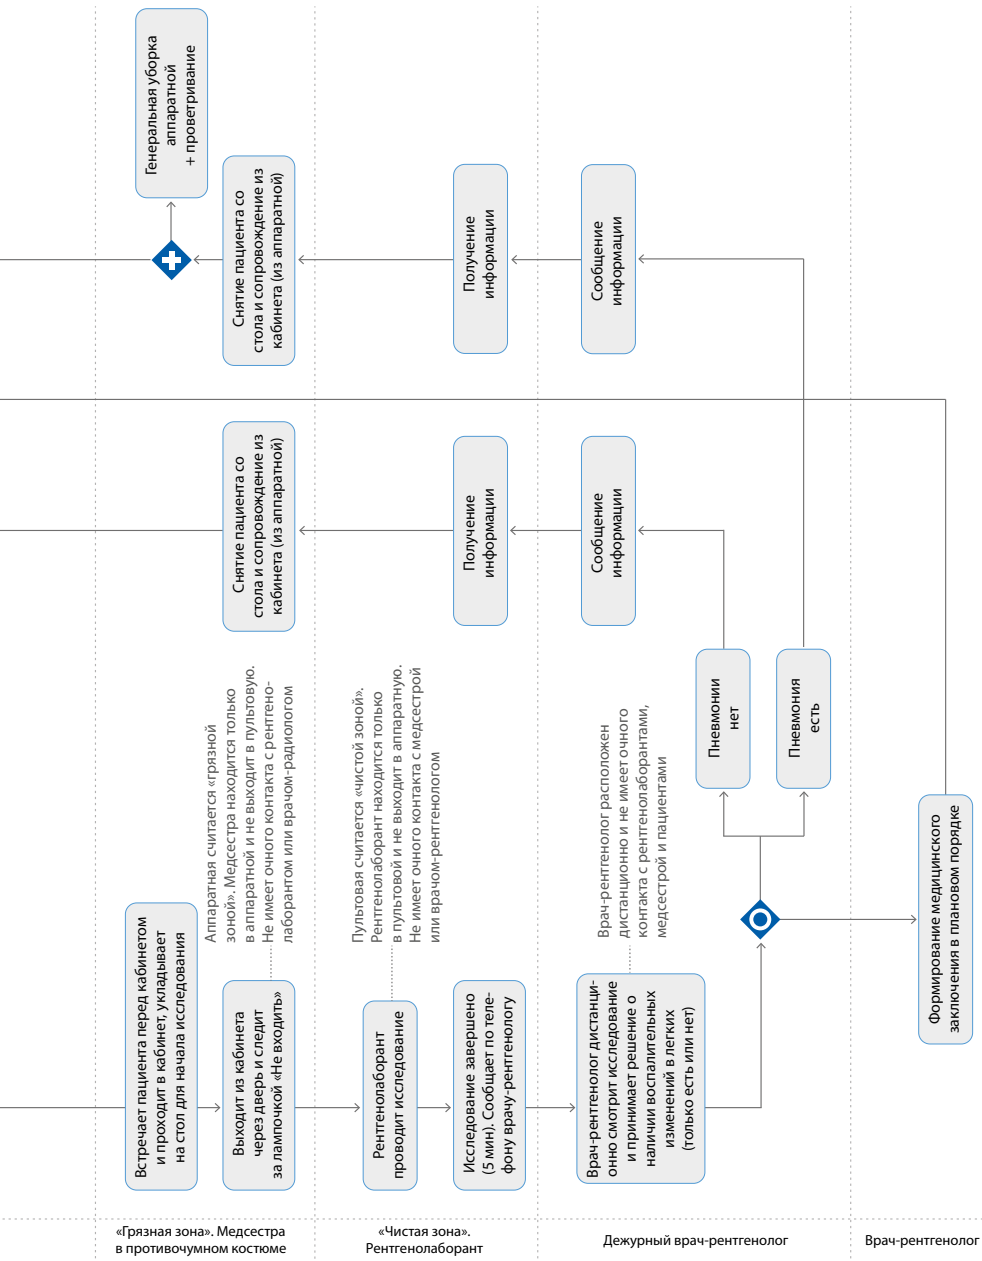 Генеральная уборка
аппаратной
+ проветривание
Снятие пациента со
стола и сопровождение из
кабинета (из аппаратной)
Получение
информации
Сообщение
информации
Снятие пациента со
стола и сопровождение из
кабинета (из аппаратной)
Получение
информации
Сообщение
информации
Пневмонии
нет
Пневмония
есть
Аппаратная считается «грязной
зоной». Медсестра находится только
в аппаратной и не выходит в пультовую.
Не имеет очного контакта с рентгено-
лаборантом или врачом-радиологом
Пультовая считается «чистой зоной».
Рентгенолаборант находится только
в пультовой и не выходит в аппаратную.
Не имеет очного контакта с медсестрой
или врачом-рентгенологом
Врач-рентгенолог расположен
дистанционно и не имеет очного
контакта с рентгенолаборантами,
медсестрой и пациентами
Встречает пациента перед кабинетом
и проходит в кабинет, укладывает
на стол для начала исследования
Выходит из кабинета
через дверь и следит
за лампочкой «Не входить»
Рентгенолаборант
проводит исследование
Исследование завершено
(5 мин). Сообщает по теле-
фону врачу-рентгенологу
Врач-рентгенолог дистанци-
онно смотрит исследование
и принимает решение о
наличии воспалительных
изменений в легких
(только есть или нет)
Формирование медицинского
заключения в плановом порядке
«Грязная зона». Медсестра
в противочумном костюме
«Чистая зона».
Рентгенолаборант
Дежурный врач-рентгенолог
Врач-рентгенолог